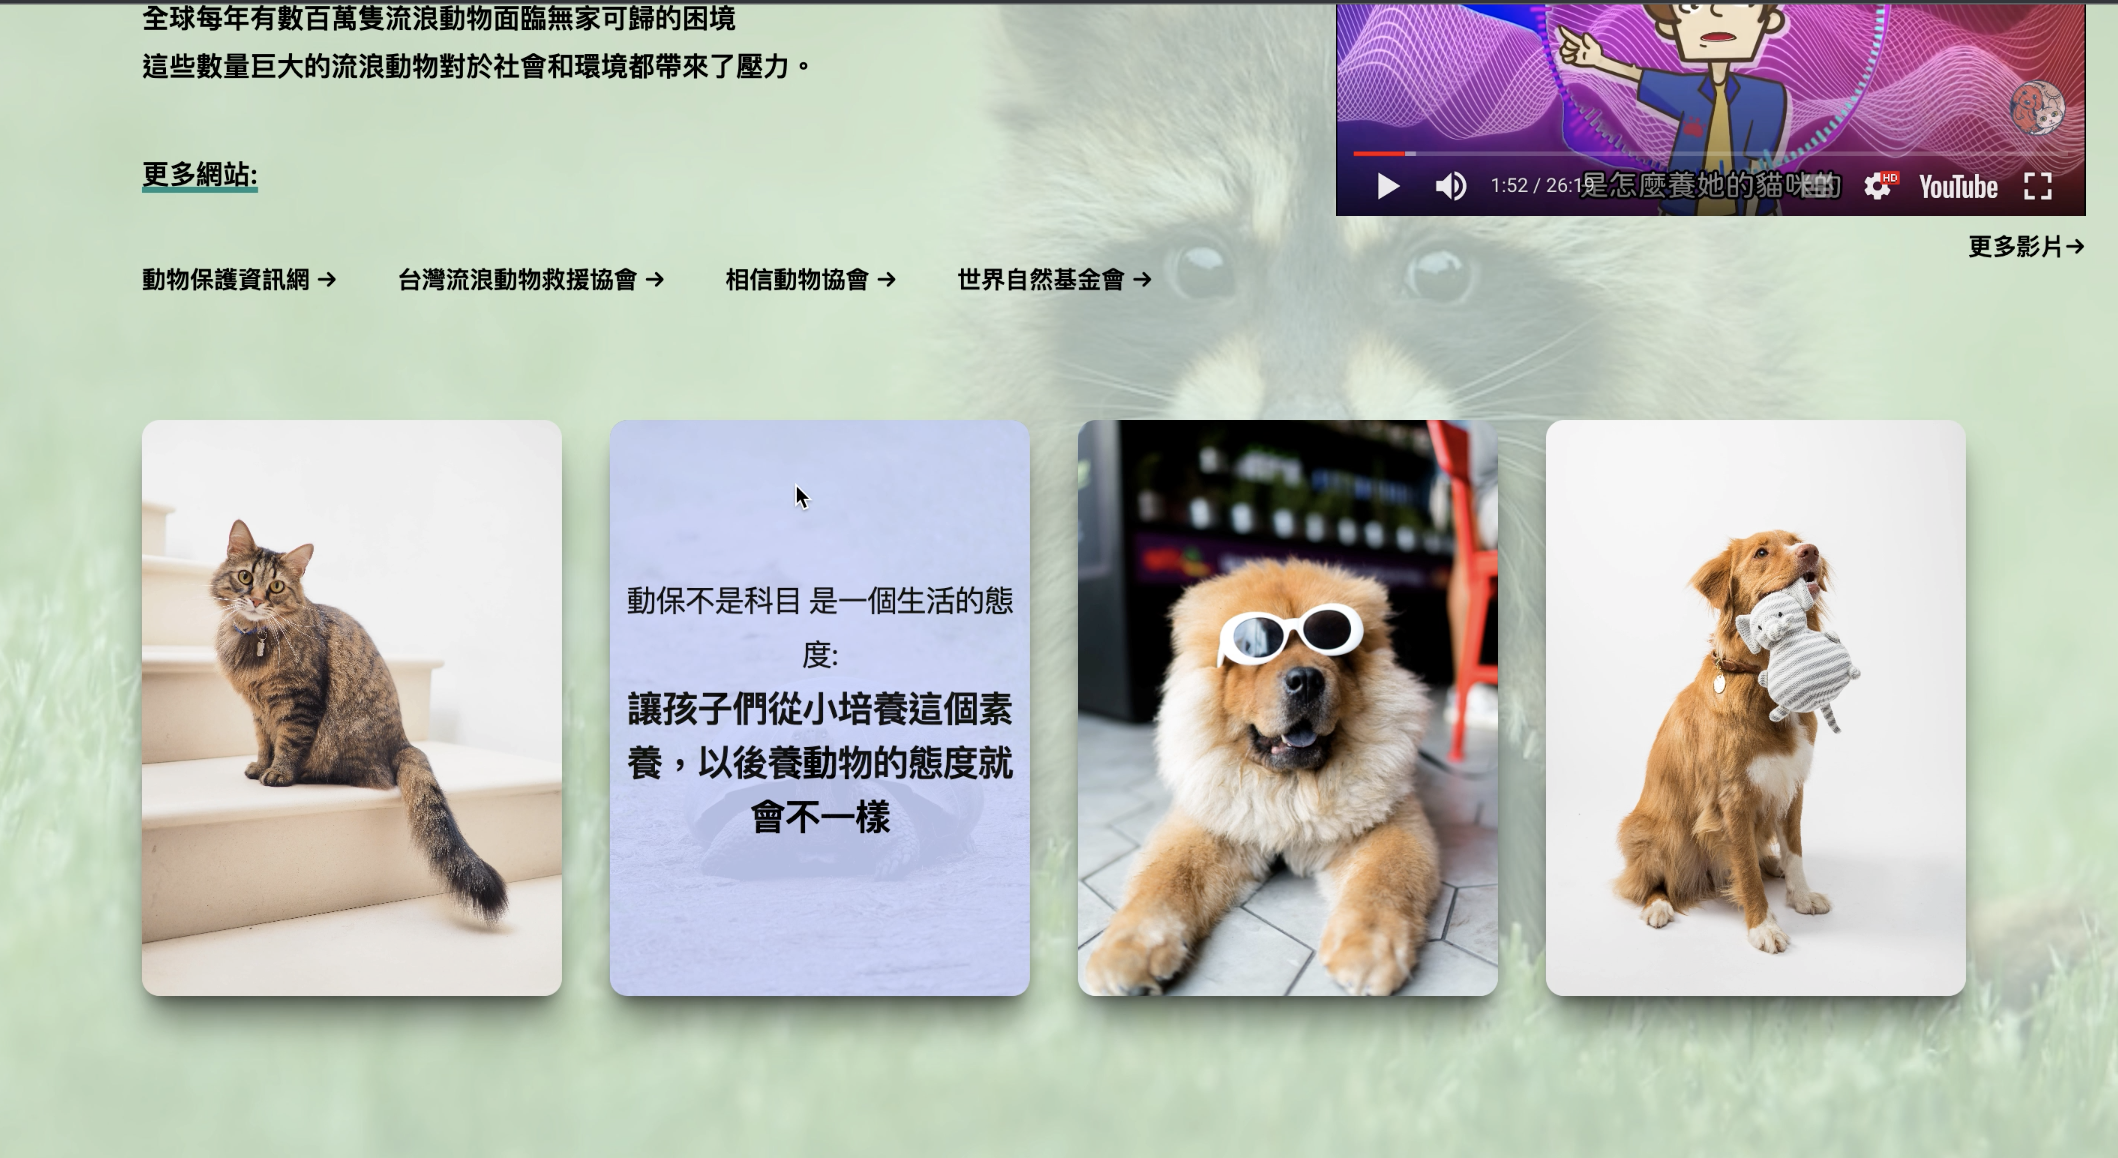 全球每年有數百萬隻流浪動物面臨無家可歸的困境
這些數量巨大的流浪動物對於社會和環境都帶來了壓力。
更多網站:
動物保護資訊網 →
台灣流浪動物救援協會 →
相信動物協會 →
世界自然基金會 →
1:52 / 26:19
是怎麼養她的貓咪的
HD
YouTube
更多影片→
動保不是科目 是一個生活的態
度:
讓孩子們從小培養這個素
養，以後養動物的態度就
會不一樣